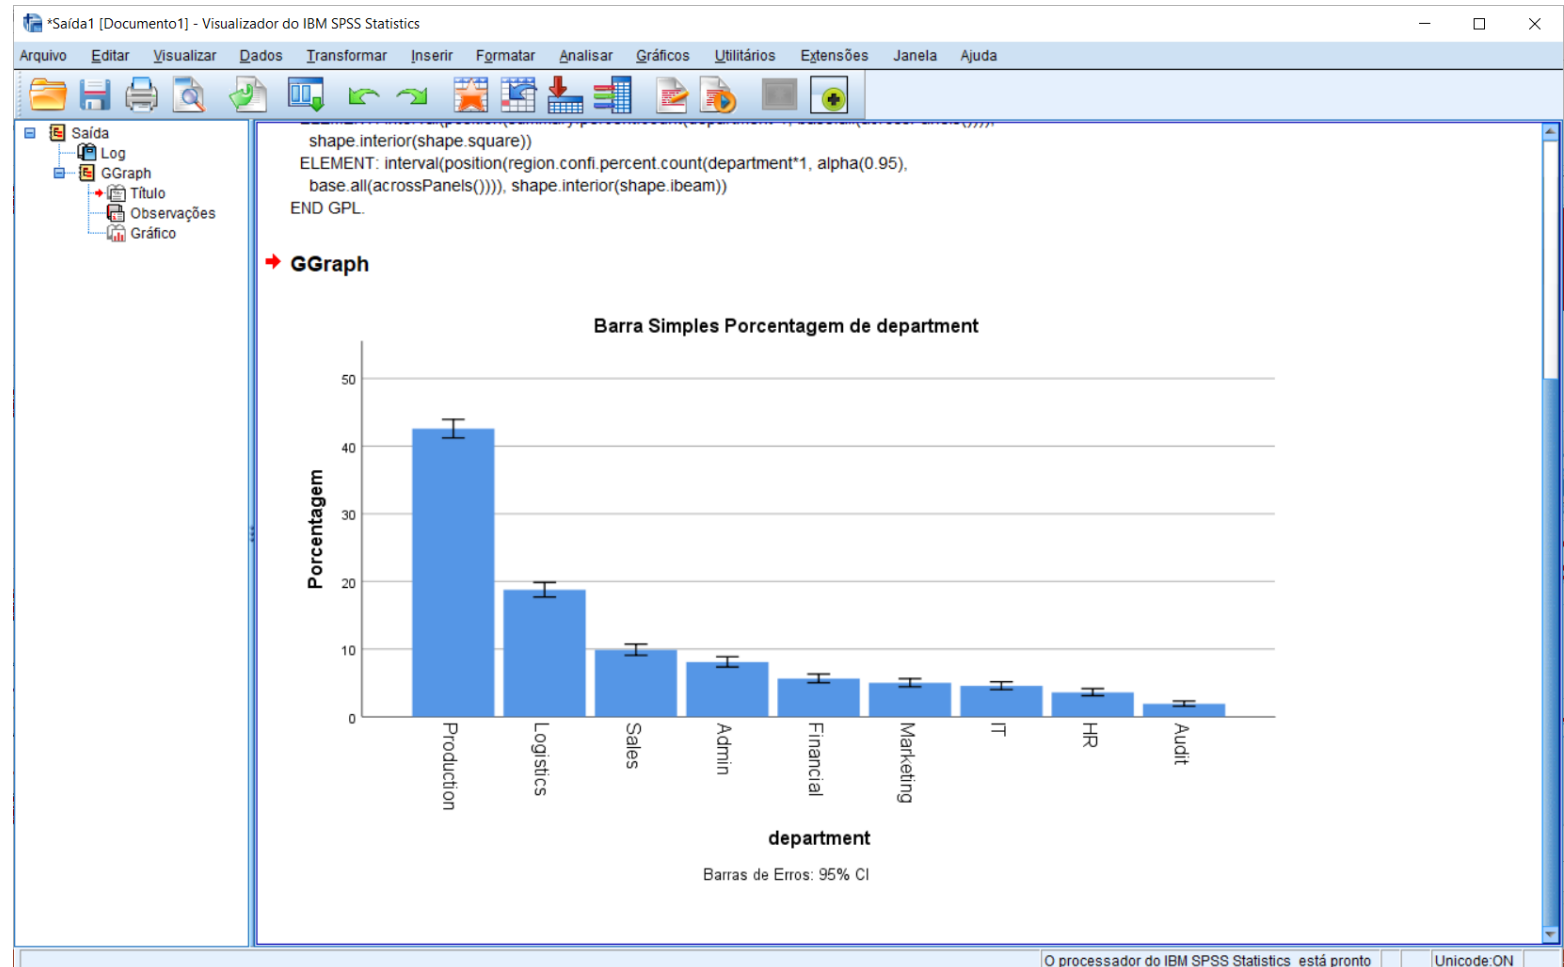 *Saída1 [Documento1] - Visualizador do IBM SPSS Statistics
Arquivo Editar Visualizar Dados Transformar Inserir Formatar Analisar Gráficos Utilitários Extensões Janela Ajuda
Saída
Log
GGraph
Título
Observações
Gráfico
shape.interior(shape.square))
ELEMENT: interval(position(region.confi.percent.count(department*1, alpha(0.95),
base.all(acrossPanels()))), shape.interior(shape.ibeam))
END GPL.
GGraph
Barra Simples Porcentagem de department
Porcentagem
50
40
30
20
10
0
Production
Logistics
Sales
Admin
Financial
Marketing
IT
HR
Audit
department
Barras de Erros: 95% CI
O processador do IBM SPSS Statistics está pronto
Unicode:ON